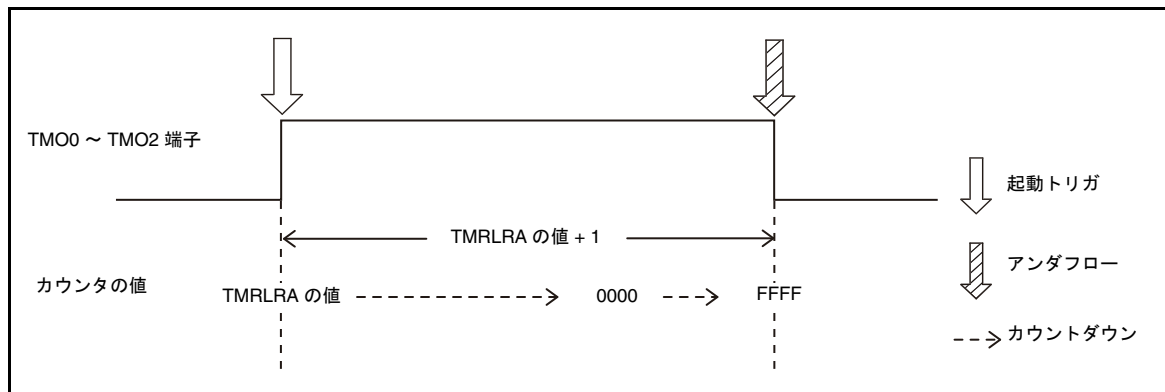 TMO0 ～ TMO2 端子
起動トリガ
TMRLRA の値 + 1
アンダフロー
カウンタの値
TMRLRA の値
0000
FFFF
カウントダウン